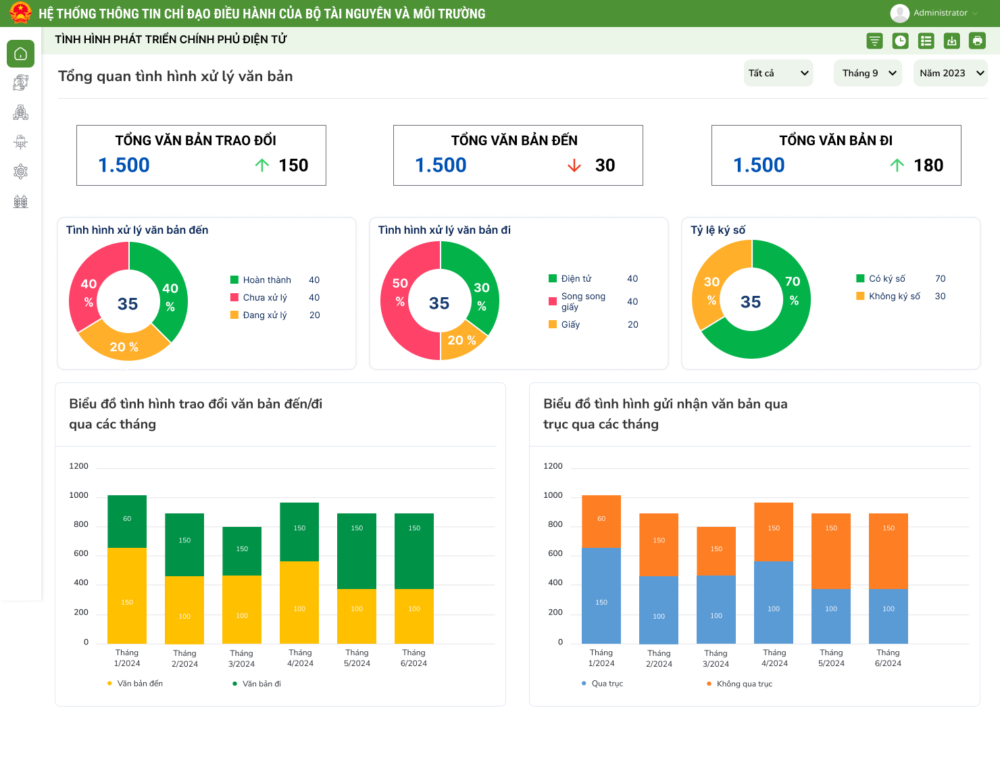 HỆ THỐNG THÔNG TIN CHỈ ĐẠO ĐIỀU HÀNH CỦA BỘ TÀI NGUYÊN VÀ MÔI TRƯỜNG
Administrator
TÌNH HÌNH PHÁT TRIỂN CHÍNH PHỦ ĐIỆN TỬ
Tổng quan tình hình xử lý văn bản
Tất cả
Tháng 9
Năm 2023
TỔNG VĂN BẢN TRAO ĐỔI
1.500
150
TỔNG VĂN BẢN ĐẾN
1.500
30
TỔNG VĂN BẢN ĐI
1.500
180
Tình hình xử lý văn bản đến
40 %
40 %
35
20 %
Hoàn thành 40
Chưa xử lý 40
Đang xử lý 20
Tình hình xử lý văn bản đi
50 %
30 %
35
20 %
Điện tử 40
Song song
giấy 40
Giấy 20
Tỷ lệ ký số
30 %
70 %
35
Có ký số 70
Không ký số 30
Biểu đồ tình hình trao đổi văn bản đến/đi
qua các tháng
1200
1000
800
600
400
200
0
60
150
150
150
150
150
150
100
100
100
100
100
Tháng
1/2024
Tháng
2/2024
Tháng
3/2024
Tháng
4/2024
Tháng
5/2024
Tháng
6/2024
Văn bản đến
Văn bản đi
Biểu đồ tình hình gửi nhận văn bản qua
trục qua các tháng
1200
1000
800
600
400
200
0
60
150
150
150
150
150
150
100
100
100
100
100
Tháng
1/2024
Tháng
2/2024
Tháng
3/2024
Tháng
4/2024
Tháng
5/2024
Tháng
6/2024
Qua trục
Không qua trục